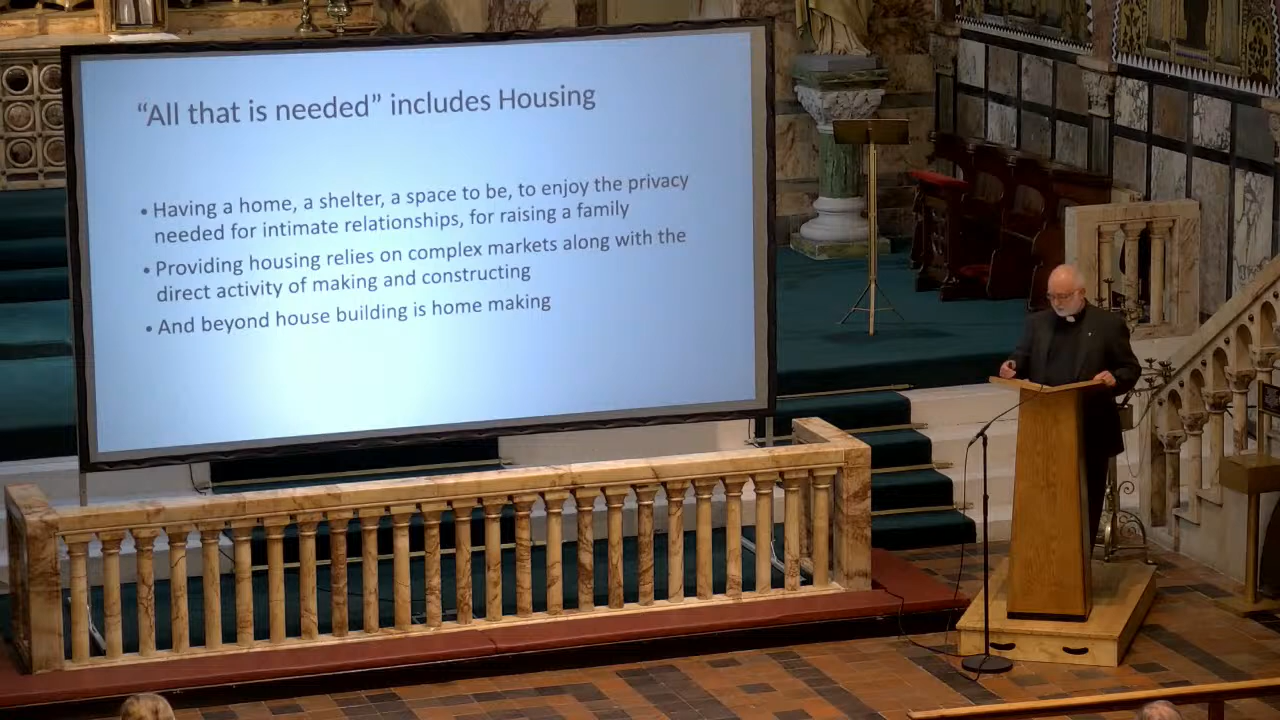 “All that is needed” includes Housing
• Having a home, a shelter, a space to be, to enjoy the privacy
needed for intimate relationships, for raising a family
• Providing housing relies on complex markets along with the
direct activity of making and constructing
• And beyond house building is home making